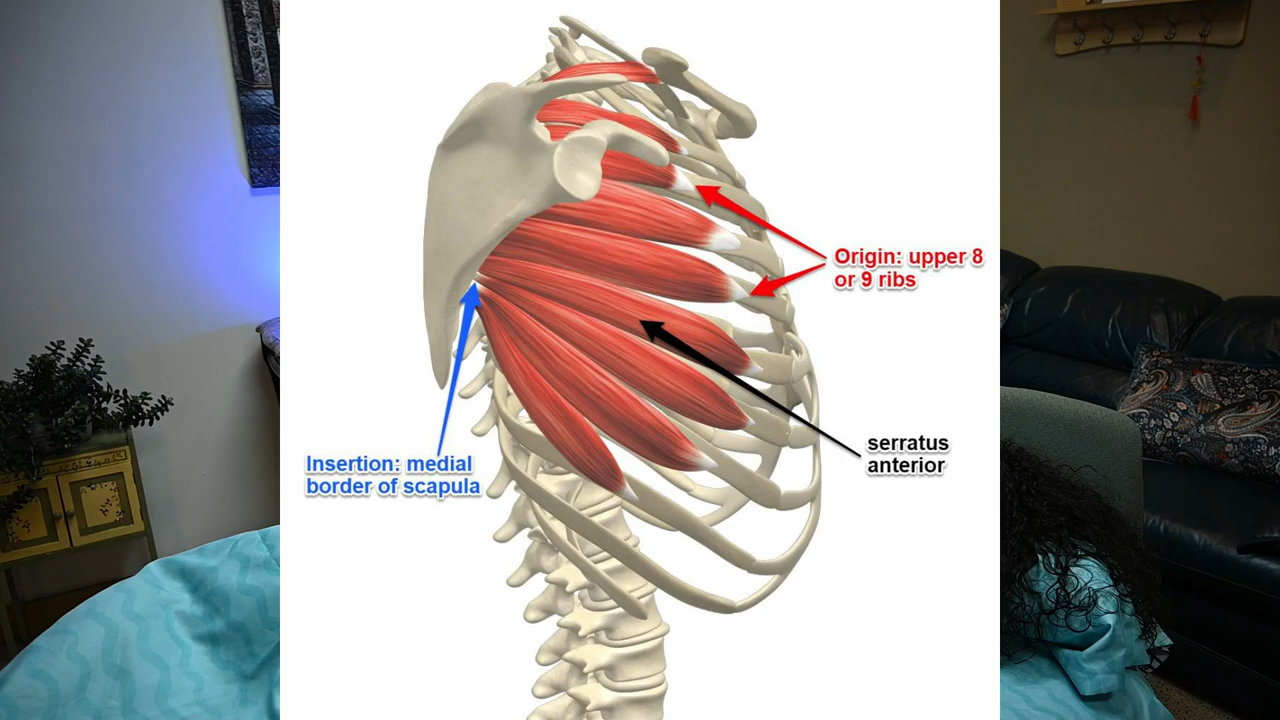 Origin: upper 8
or 9 ribs
serratus
anterior
Insertion: medial
border of scapula